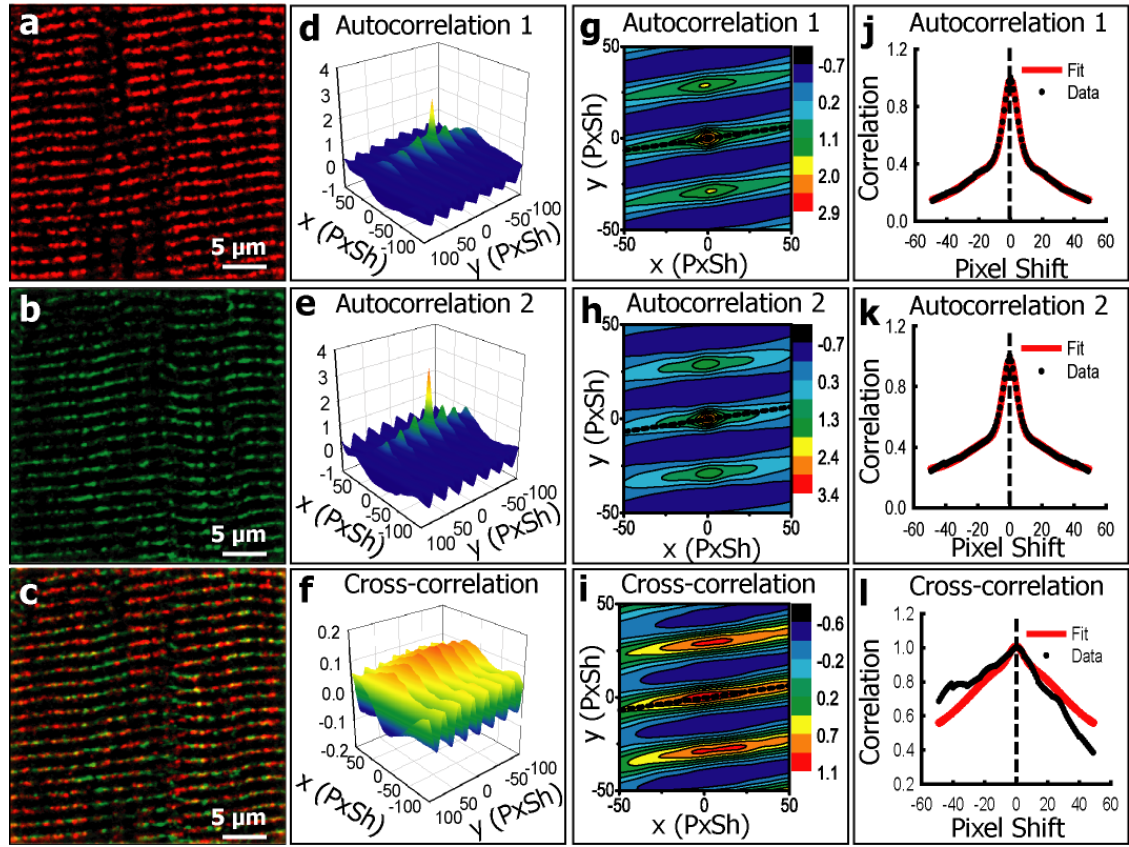 a
5 µm
d
Autocorrelation 1
4
3
2
1
0
-1
50
0
-50
-100
x (PxSh)
100
50
0
-50
-100
y (PxSh)
g
Autocorrelation 1
50
0
-50
y (PxSh)
-50
0
50
x (PxSh)
-0.7
0.2
1.1
2.0
2.9
j
Autocorrelation 1
1.2
0.8
0.4
0.0
Correlation
Fit
Data
-60 -40 -20 0 20 40 60
Pixel Shift
b
5 µm
e
Autocorrelation 2
4
3
2
1
0
-1
50
0
-50
-100
x (PxSh)
100
50
0
-50
-100
y (PxSh)
h
Autocorrelation 2
50
0
-50
y (PxSh)
-50
0
50
x (PxSh)
-0.7
0.3
1.3
2.4
3.4
k
Autocorrelation 2
1.2
0.8
0.4
0.0
Correlation
Fit
Data
-60 -40 -20 0 20 40 60
Pixel Shift
c
5 µm
f
Cross-correlation
0.2
0.1
0.0
-0.1
-0.2
50
0
-50
-100
x (PxSh)
100
50
0
-50
-100
y (PxSh)
i
Cross-correlation
50
0
-50
y (PxSh)
-50
0
50
x (PxSh)
-0.6
-0.2
0.2
0.7
1.1
l
Cross-correlation
1.2
1.0
0.8
0.6
0.4
0.2
Correlation
Fit
Data
-60 -40 -20 0 20 40 60
Pixel Shift